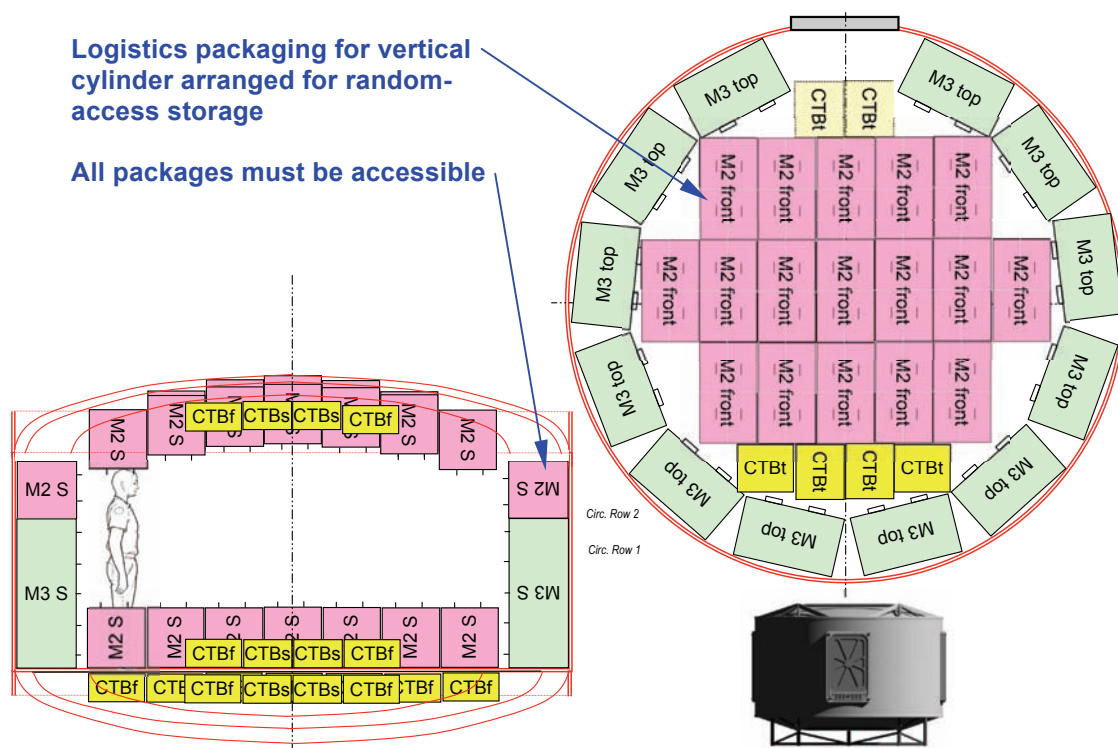 Logistics packaging for vertical
cylinder arranged for random-
access storage
All packages must be accessible
M3 top
M3 top
CTBt
CTBt
M3 top
M3 top
M2 front
M2 front
M2 front
M2 front
M2 front
M3 top
M2 front
M2 front
M2 front
M2 front
M2 front
M2 front
M2 front
M3 top
M3 top
M2 front
M2 front
M2 front
M2 front
M2 front
M3 top
M3 top
CTBt
CTBt
CTBt
CTBt
M3 top
M3 top
M3 top
Circ. Row 2
Circ. Row 1
CTBf
CTBs
CTBs
CTBf
M2 S
M2 S
M2 S
M2 S
M2 S
M2 S
M2 S
M2 S
M3 S
M3 S
M2 S
M2 S
M2 S
M2 S
CTBf
CTBs
CTBs
CTBf
CTBf
CTBf
CTBs
CTBs
CTBf
CTBf